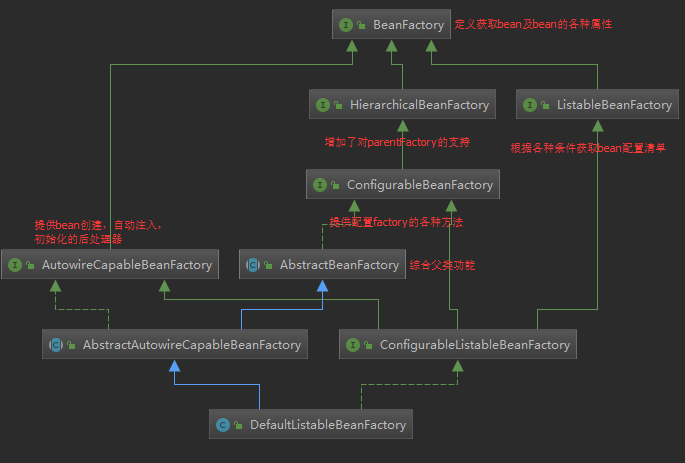 BeanFactory
定义获取bean及bean的各种属性
HierarchicalBeanFactory
ListableBeanFactory
增加了对parentFactory的支持
根据各种条件获取bean配置清单
ConfigurableBeanFactory
提供bean创建，自动注入，
初始化的后处理器
提供配置factory的各种方法
AutowireCapableBeanFactory
AbstractBeanFactory
综合父类功能
AbstractAutowireCapableBeanFactory
ConfigurableListableBeanFactory
DefaultListableBeanFactory